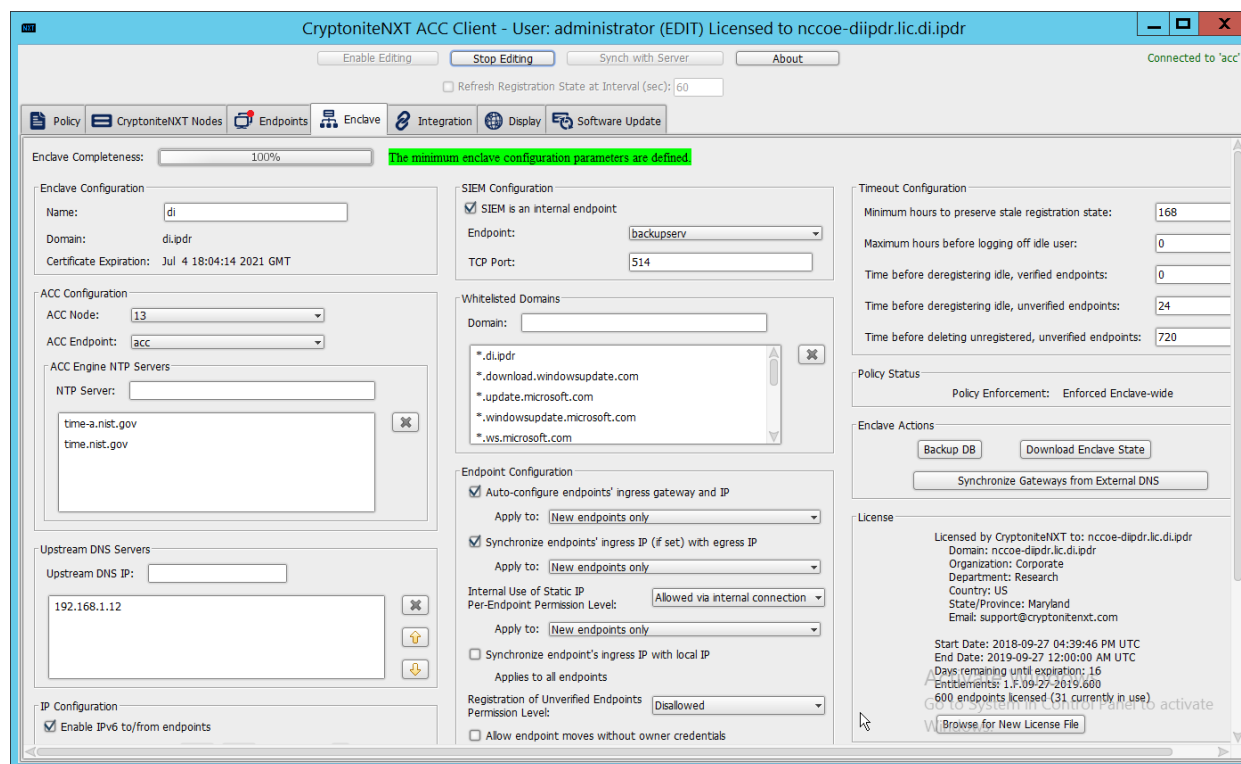 NXT
CryptoniteNXT ACC Client - User: administrator (EDIT) Licensed to nccoe-diipdr.lic.di.ipdr
Enable Editing
Stop Editing
Synch with Server
About
Connected to 'acc'
Refresh Registration State at Interval (sec): 60
Policy
CryptoniteNXT Nodes
Endpoints
Enclave
Integration
Display
Software Update
Enclave Completeness: 100%
The minimum enclave configuration parameters are defined.
Enclave Configuration
Name: di
Domain: di.ipdr
Certificate Expiration: Jul 4 18:04:14 2021 GMT
ACC Configuration
ACC Node: 13
ACC Endpoint: acc
ACC Engine NTP Servers
NTP Server:
time-a.nist.gov
time.nist.gov
Upstream DNS Servers
Upstream DNS IP:
192.168.1.12
IP Configuration
Enable IPv6 to/from endpoints
SIEM Configuration
SIEM is an internal endpoint
Endpoint: backupserv
TCP Port: 514
Whitelisted Domains
Domain:
*.di.ipdr
*.download.windowsupdate.com
*.update.microsoft.com
*.windowsupdate.microsoft.com
*.ws.microsoft.com
Endpoint Configuration
Auto-configure endpoints' ingress gateway and IP
Apply to: New endpoints only
Synchronize endpoints' ingress IP (if set) with egress IP
Apply to: New endpoints only
Internal Use of Static IP
Per-Endpoint Permission Level: Allowed via internal connection
Apply to: New endpoints only
Synchronize endpoint's ingress IP with local IP
Applies to all endpoints
Registration of Unverified Endpoints
Permission Level: Disallowed
Allow endpoint moves without owner credentials
Timeout Configuration
Minimum hours to preserve stale registration state: 168
Maximum hours before logging off idle user: 0
Time before deregistering idle, verified endpoints: 0
Time before deregistering idle, unverified endpoints: 24
Time before deleting unregistered, unverified endpoints: 720
Policy Status
Policy Enforcement: Enforced Enclave-wide
Enclave Actions
Backup DB
Download Enclave State
Synchronize Gateways from External DNS
License
Licensed by CryptoniteNXT to: nccoe-diipdr.lic.di.ipdr
Domain: nccoe-diipdr.lic.di.ipdr
Organization: Corporate
Department: Research
Country: US
State/Province: Maryland
Email: support@cryptonitenxt.com
Start Date: 2018-09-27 04:39:46 PM UTC
End Date: 2019-09-27 12:00:00 AM UTC
Days remaining until expiration: 16
Entitlements: 1.F.09-27-2019.600
600 endpoints licensed (31 currently in use)
Browse for New License File
Activate Windows
Go to System in Control Panel to activate
Windows.